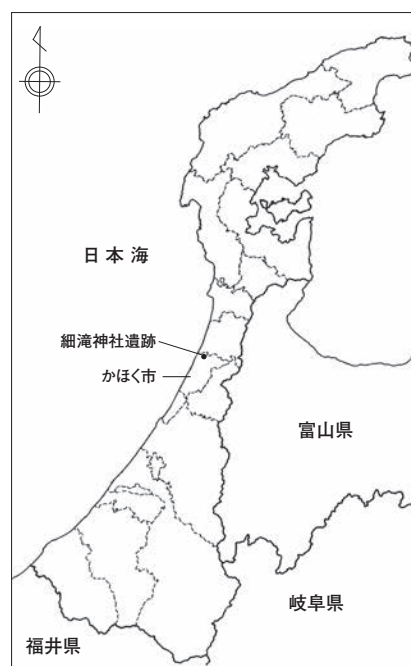 日本海
細滝神社遺跡
かほく市
富山県
岐阜県
福井県